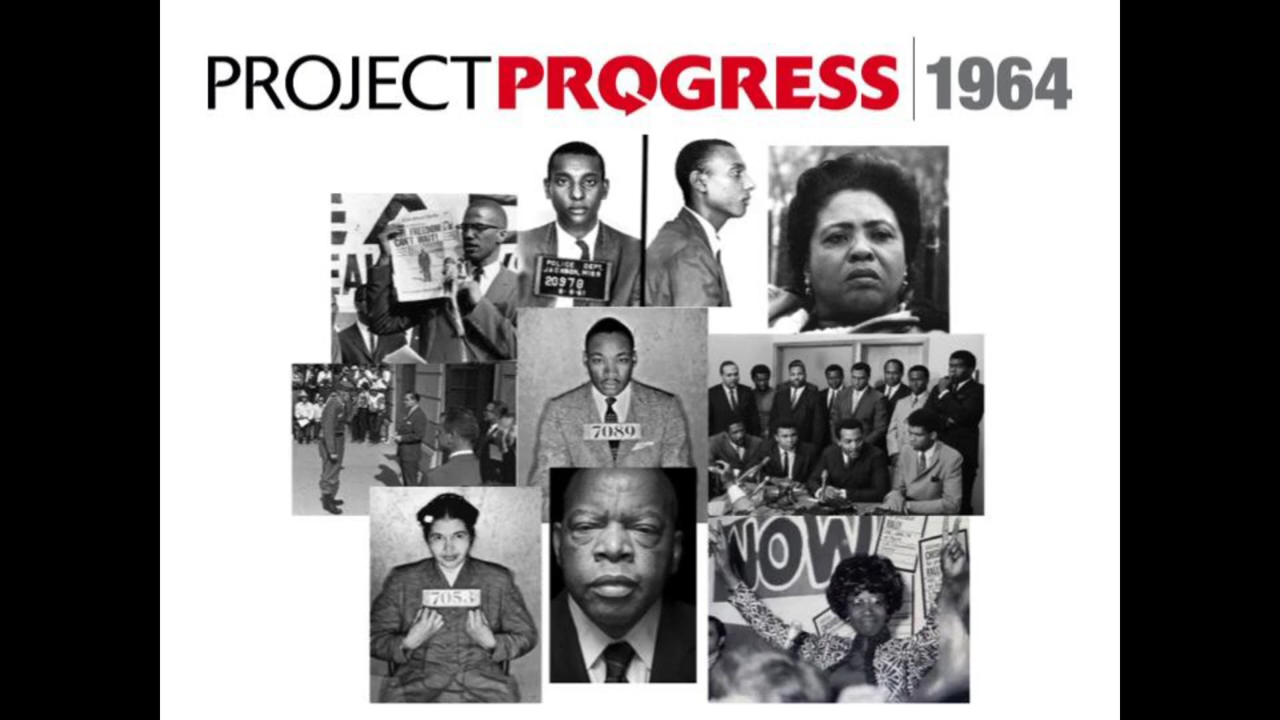 PROJECT PROGRESS | 1964
FREEDOM
CAN'T WAIT!
POLICE DEPT.
JACKSON, MISS
20978
7089
7053
NOW